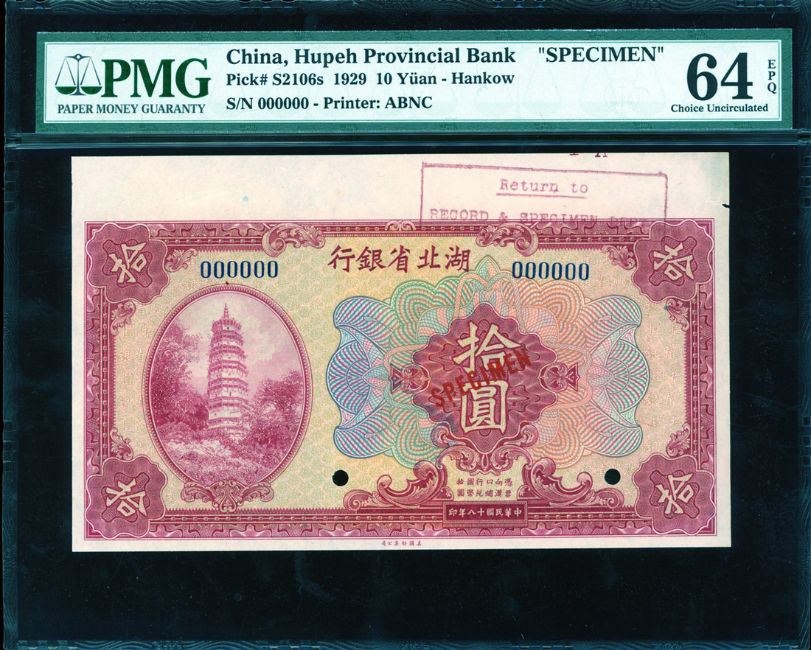 PMG
PAPER MONEY GUARANTY
China, Hupeh Provincial Bank "SPECIMEN"
Pick# S2106s 1929 10 Yüan - Hankow
S/N 000000 - Printer: ABNC
64
EPQ
Choice Uncirculated
Return to
RECORD & SPECIMEN DEPT
拾
拾
行銀省北湖
000000
000000
拾圓
SPECIMEN
拾
拾
印年八十國民華中